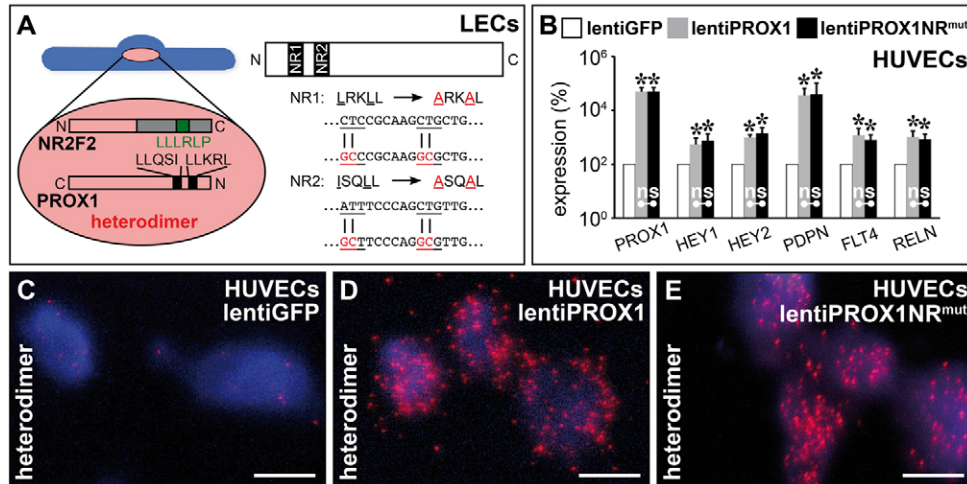 A
LECs
N
C
NR1
NR2
N
C
NR2F2
LLLRLP
LLQSI
LLKRL
C
N
PROX1
heterodimer
NR1: LRKLL → ARKAL
...CTCCGCAAGCTGCTG...
...GCCCGCAAGGCGCTG...
NR2: ISQLL → ASQAL
...ATTTCCCAGCTGTTG...
...GCTTCCCAGGCGTTG...
B
lentiGFP
lentiPROX1
lentiPROX1NRmut
HUVECs
expression (%)
10⁶
10⁴
10²
10⁰
**
**
**
**
**
**
ns
ns
ns
ns
ns
ns
PROX1
HEY1
HEY2
PDPN
FLT4
RELN
C
HUVECs
lentiGFP
heterodimer
D
HUVECs
lentiPROX1
heterodimer
E
HUVECs
lentiPROX1NRmut
heterodimer